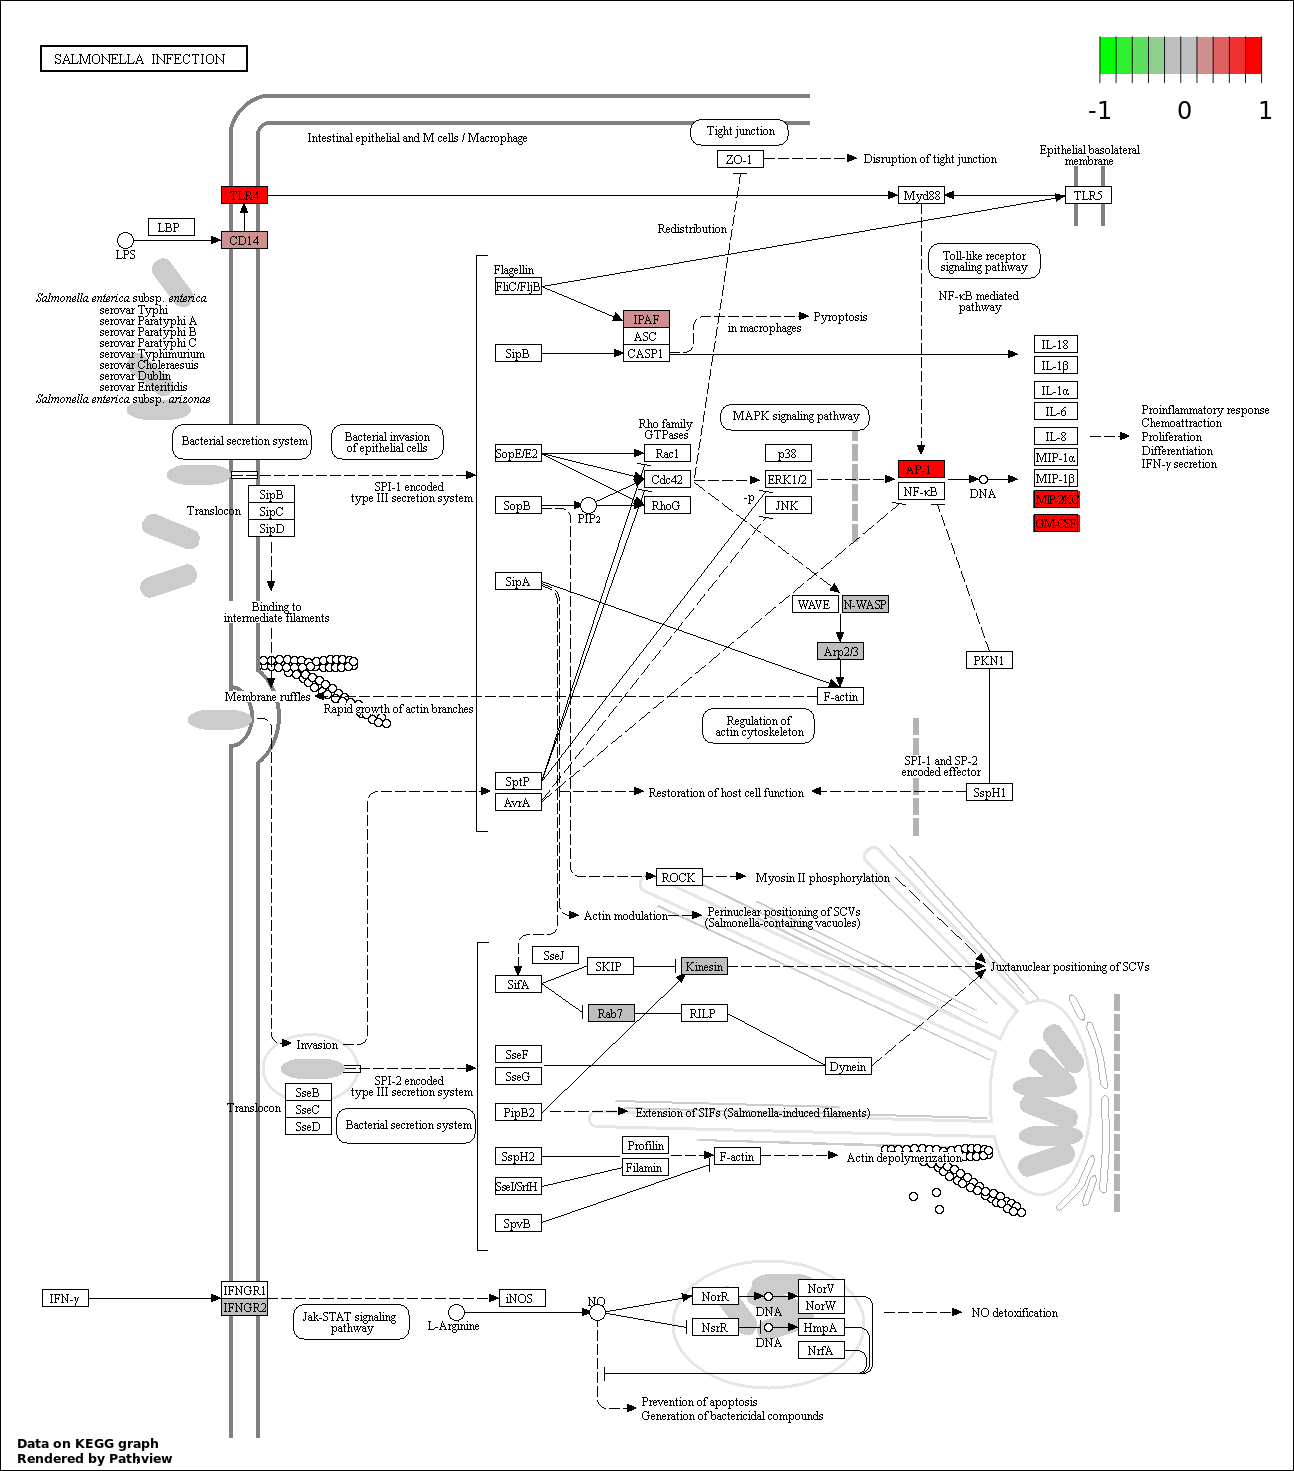 SALMONELLA INFECTION
-1
0
1
Intestinal epithelial and M cells / Macrophage
Tight junction
ZO-1
Disruption of tight junction
Epithelial basolateral
membrane
TLR4
Myd88
TLR5
LBP
CD14
LPS
Redistribution
Toll-like receptor
signaling pathway
NF-κB mediated
pathway
Flagellin
FliC/FljB
Salmonella enterica subsp. enterica
serovar Typhi
serovar Paratyphi A
serovar Paratyphi B
serovar Paratyphi C
serovar Typhimurium
serovar Choleraesuis
serovar Dublin
serovar Enteritidis
Salmonella enterica subsp. arizonae
IPAF
ASC
CASP1
in macrophages
Pyroptosis
SipB
IL-18
IL-1β
IL-1α
IL-6
IL-8
MIP-1α
MIP-1β
GM-CSF
Proinflammatory response
Chemoattraction
Proliferation
Differentiation
IFN-γ secretion
Bacterial secretion system
Bacterial invasion
of epithelial cells
MAPK signaling pathway
Rho family
GTPases
SopE/E2
Rac1
Cdc42
RhoG
p38
ERK1/2
JNK
-p
AP-1
NF-κB
DNA
SPI-1 encoded
type III secretion system
Translocon
SipB
SipC
SipD
SopB
PIP2
SipA
Binding to
intermediate filaments
WAVE
N-WASP
Arp2/3
F-actin
PKN1
Membrane ruffles
Rapid growth of actin branches
Regulation of
actin cytoskeleton
SPI-1 and SP-2
encoded effector
SptP
AvrA
Restoration of host cell function
SspH1
ROCK
Myosin II phosphorylation
Actin modulation
Perinuclear positioning of SCVs
(Salmonella-containing vacuoles)
SseJ
SifA
SKIP
Kinesin
Juxtanuclear positioning of SCVs
Rab7
RILP
Invasion
SseF
SseG
Dynein
SPI-2 encoded
type III secretion system
Translocon
SseB
SseC
SseD
Bacterial secretion system
PipB2
Extension of SIFs (Salmonella-induced filaments)
SspH2
Profilin
Filamin
F-actin
Actin depolymerization
SseI/SrfH
SpvB
IFN-γ
IFNGR1
IFNGR2
Jak-STAT signaling
pathway
iNOS
L-Arginine
NO
NorR
DNA
NorV
NorW
NsrR
DNA
HmpA
NrfA
NO detoxification
Prevention of apoptosis
Generation of bactericidal compounds
Data on KEGG graph
Rendered by Pathview